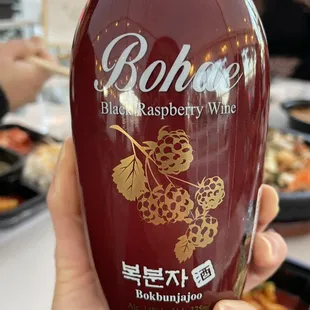 Bohae
Black Raspberry Wine
복분자 酒
Bokbunjajoo